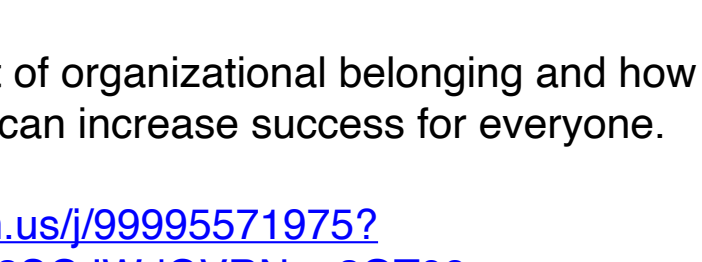 of organizational belonging and how
can increase success for everyone.
.us/j/99995571975?